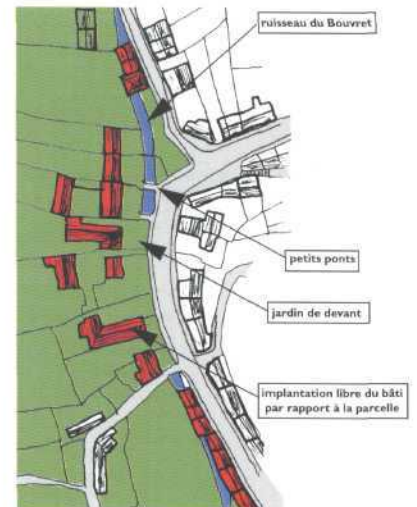 ruisseau du Bouvret
petits ponts
jardin de devant
implantation libre du bâti
par rapport à la parcelle